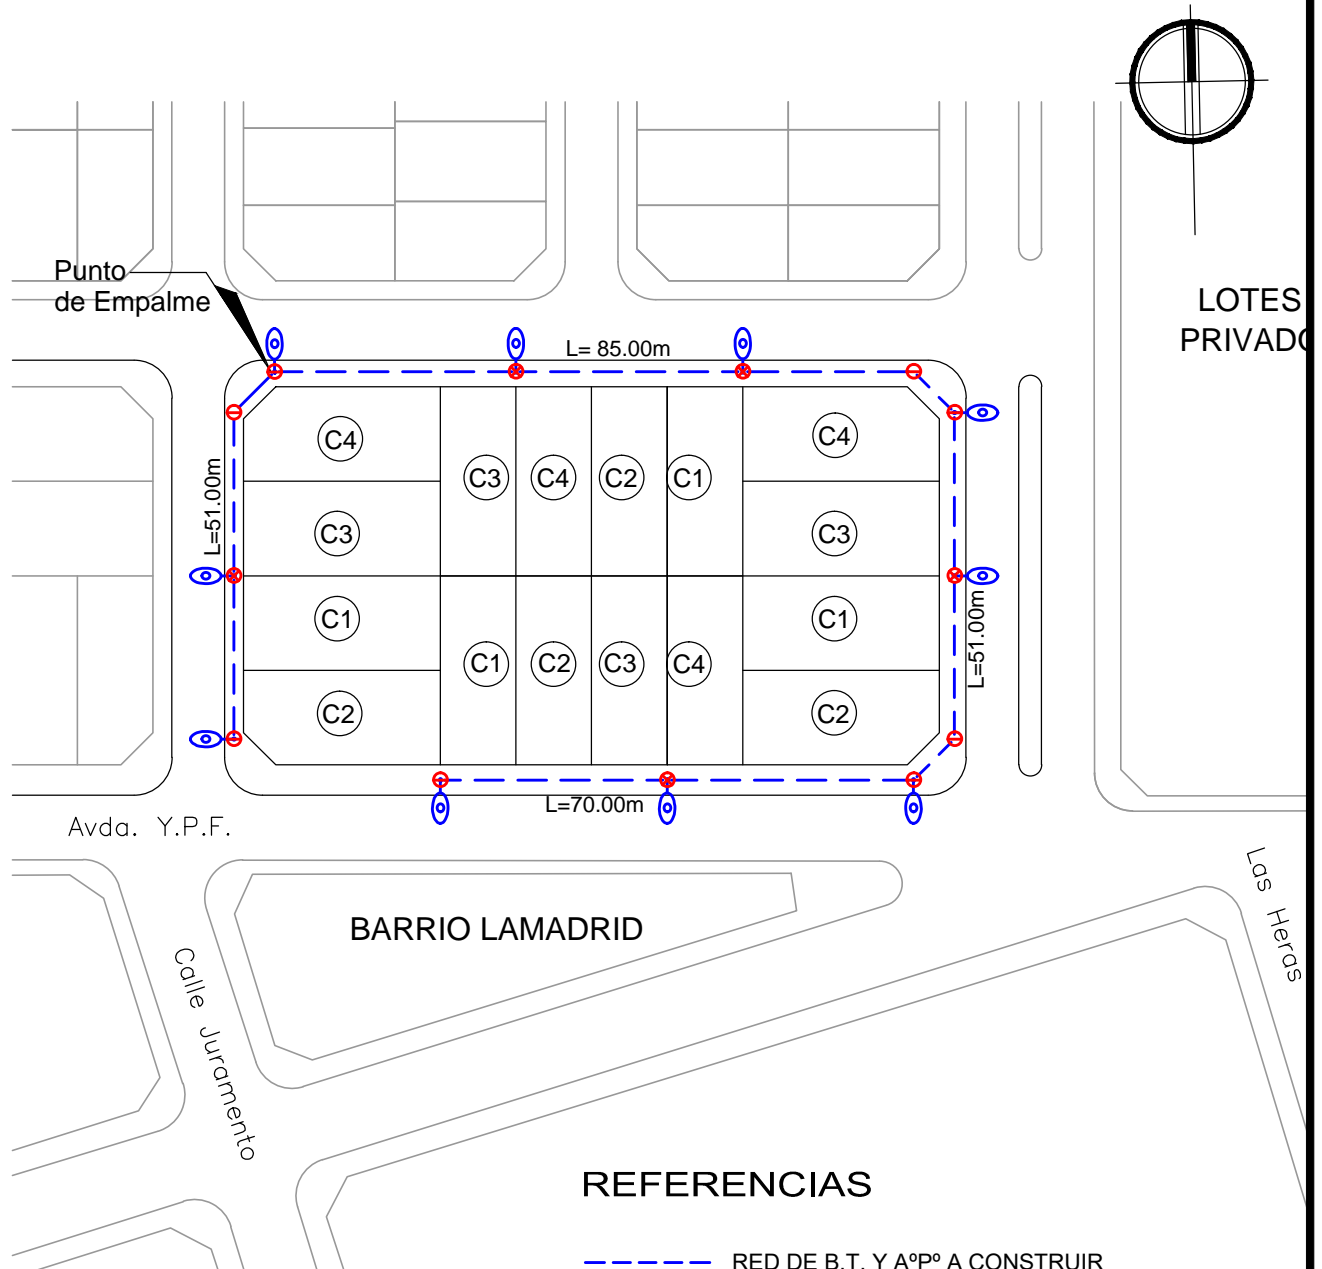 LOTES
PRIVADO
Punto
de Empalme
L= 85.00m
C4
C3
C4
C2
C1
C4
L=51.00m
C3
C3
C1
C1
C2
C3
C4
C1
L=51.00m
C2
C2
L=70.00m
Avda. Y.P.F.
BARRIO LAMADRID
Calle Juramento
Las Heras
REFERENCIAS
RED DE B.T. Y AºPº A CONSTRUIR